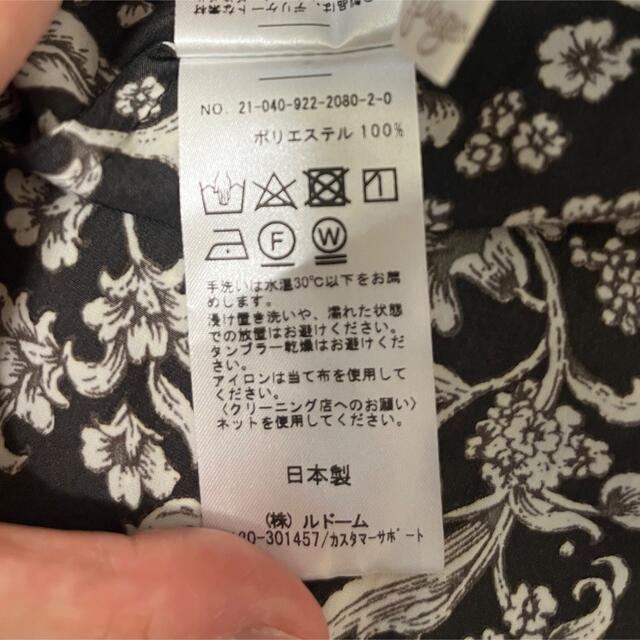 NO. 21-040-922-2080-2-0
ポリエステル 100%
F
W
手洗いは水温30℃以下をお薦
めします。
浸け置き洗いや、濡れた状態
での放置はお避けください。
タンブラー乾燥はお避けくだ
さい。
アイロンは当て布を使用して
ください。
〈クリーニング店へのお願い〉
ネットを使用してください。
日本製
(株) ルドーム
20-301457/カスタマーサポート